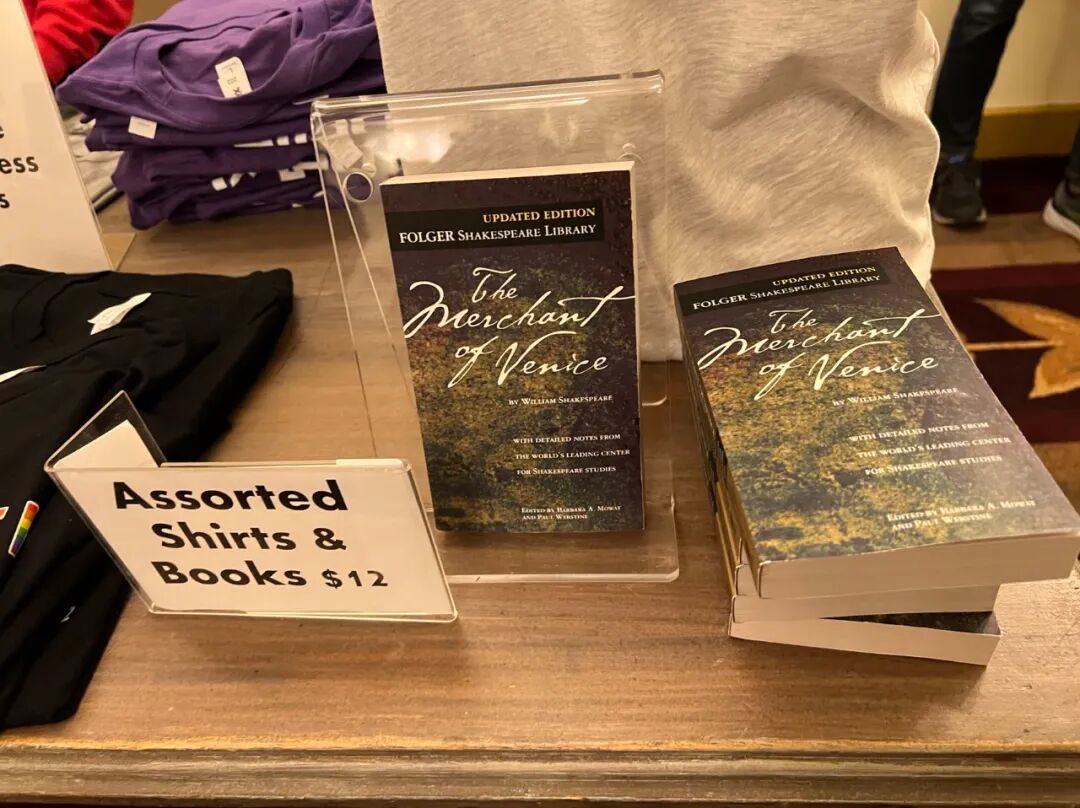 ess
UPDATED EDITION
FOLGER SHAKESPEARE LIBRARY
The
Merchant
of Venice
BY WILLIAM SHAKESPEARE
WITH DETAILED NOTES FROM
THE WORLD'S LEADING CENTER
FOR SHAKESPEARE STUDIES
EDITED BY BARBARA A. MOWAT
AND PAUL WERSTINE
UPDATED EDITION
FOLGER SHAKESPEARE LIBRARY
The
Merchant
of Venice
BY WILLIAM SHAKESPEARE
WITH DETAILED NOTES FROM
THE WORLD'S LEADING CENTER
FOR SHAKESPEARE STUDIES
EDITED BY BARBARA A. MOWAT
AND PAUL WERSTINE
Assorted
Shirts &
Books $12